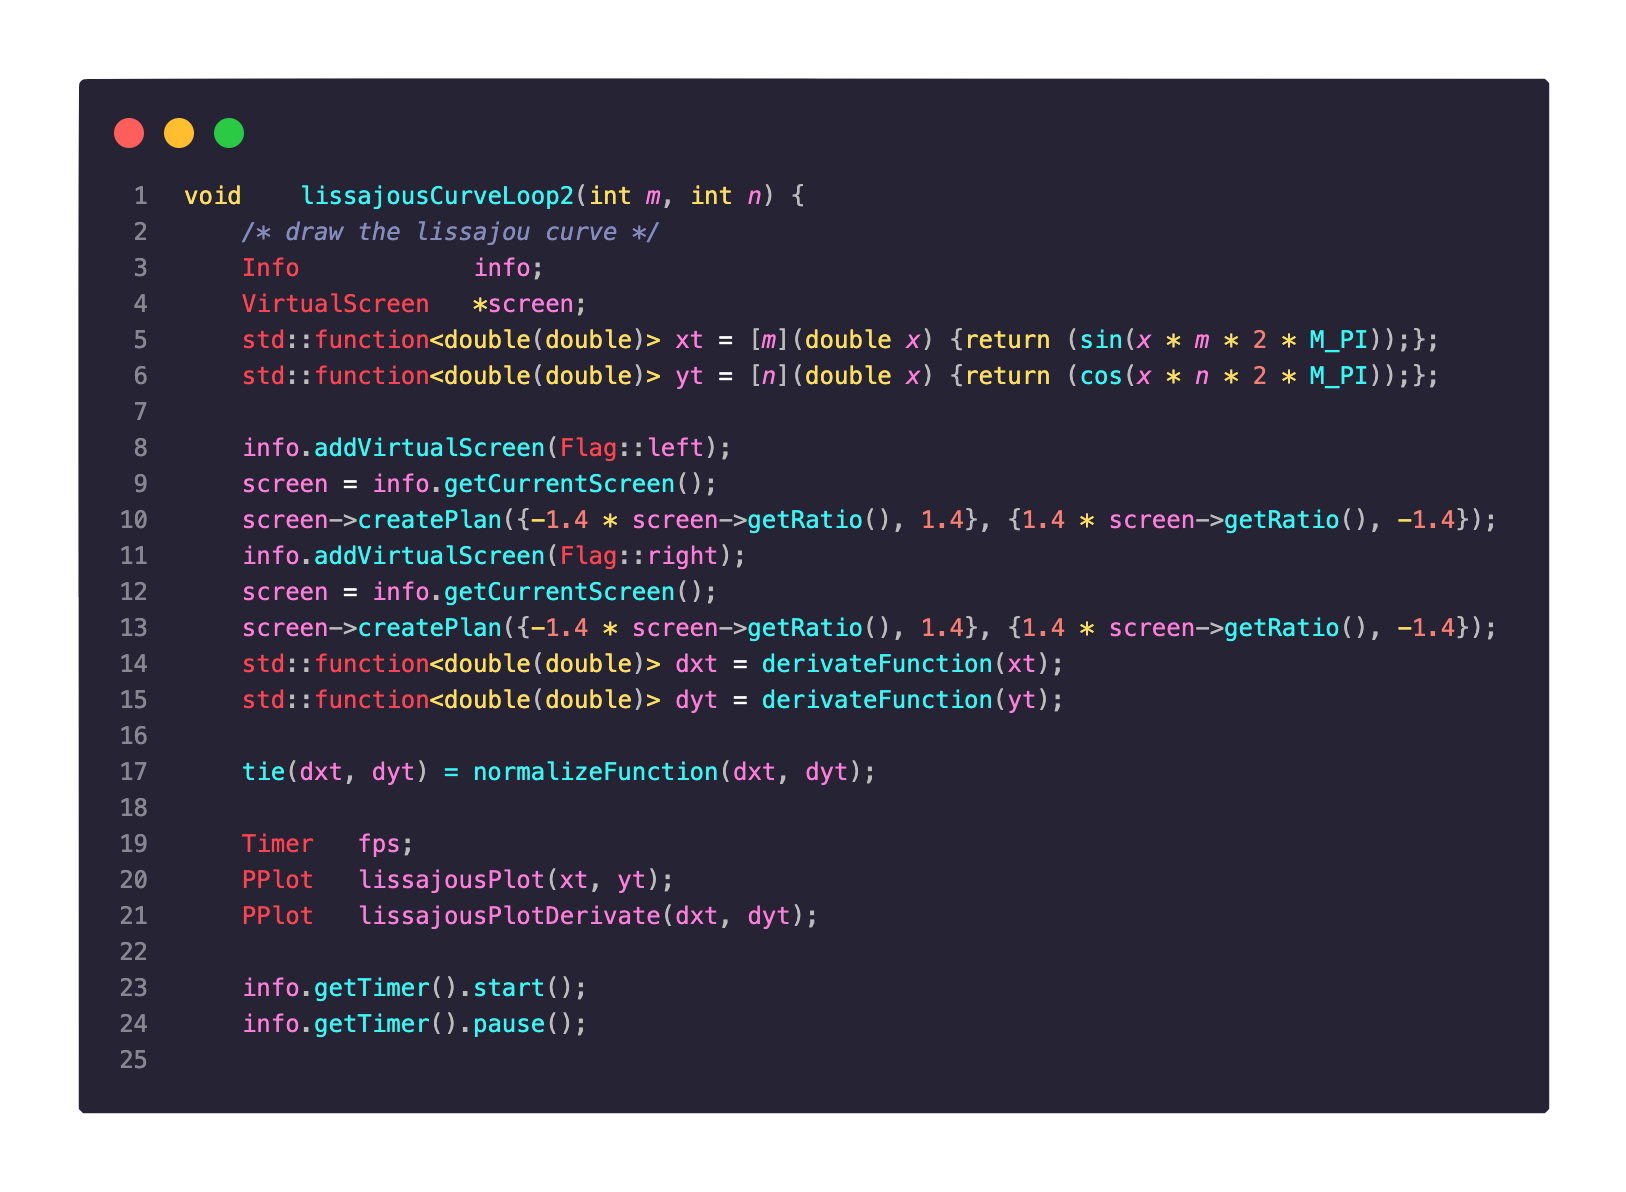 1 void    lissajousCurveLoop2(int m, int n) {
2     /* draw the lissajou curve */
3     Info            info;
4     VirtualScreen   *screen;
5     std::function<double(double)> xt = [m](double x) {return (sin(x * m * 2 * M_PI));};
6     std::function<double(double)> yt = [n](double x) {return (cos(x * n * 2 * M_PI));};
7
8     info.addVirtualScreen(Flag::left);
9     screen = info.getCurrentScreen();
10     screen->createPlan({-1.4 * screen->getRatio(), 1.4}, {1.4 * screen->getRatio(), -1.4});
11     info.addVirtualScreen(Flag::right);
12     screen = info.getCurrentScreen();
13     screen->createPlan({-1.4 * screen->getRatio(), 1.4}, {1.4 * screen->getRatio(), -1.4});
14     std::function<double(double)> dxt = derivateFunction(xt);
15     std::function<double(double)> dyt = derivateFunction(yt);
16
17     tie(dxt, dyt) = normalizeFunction(dxt, dyt);
18
19     Timer   fps;
20     PPlot   lissajousPlot(xt, yt);
21     PPlot   lissajousPlotDerivate(dxt, dyt);
22
23     info.getTimer().start();
24     info.getTimer().pause();
25